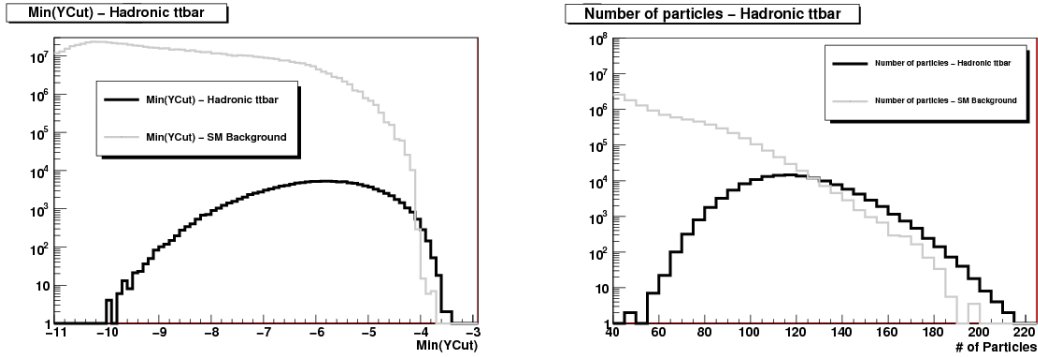 Min(YCut) – Hadronic ttbar
10^7
10^6
10^5
10^4
10^3
10^2
10
1
Min(YCut) – Hadronic ttbar
Min(YCut) – SM Background
−11 −10 −9 −8 −7 −6 −5 −4 −3
Min(YCut)
Number of particles – Hadronic ttbar
10^8
10^7
10^6
10^5
10^4
10^3
10^2
10
1
Number of particles – Hadronic ttbar
Number of particles – SM Background
40 60 80 100 120 140 160 180 200 220
# of Particles